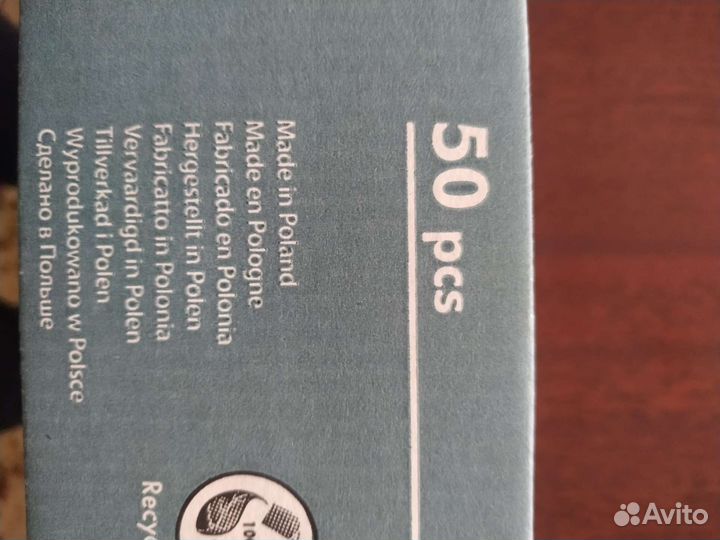 50 pcs
Made in Poland
Made en Pologne
Fabricado en Polonia
Hergestellt in Polen
Fabricatto in Polonia
Vervaardigd in Polen
Tillverkad i Polen
Wyprodukowano w Polsce
Сделано в Польше
Avito